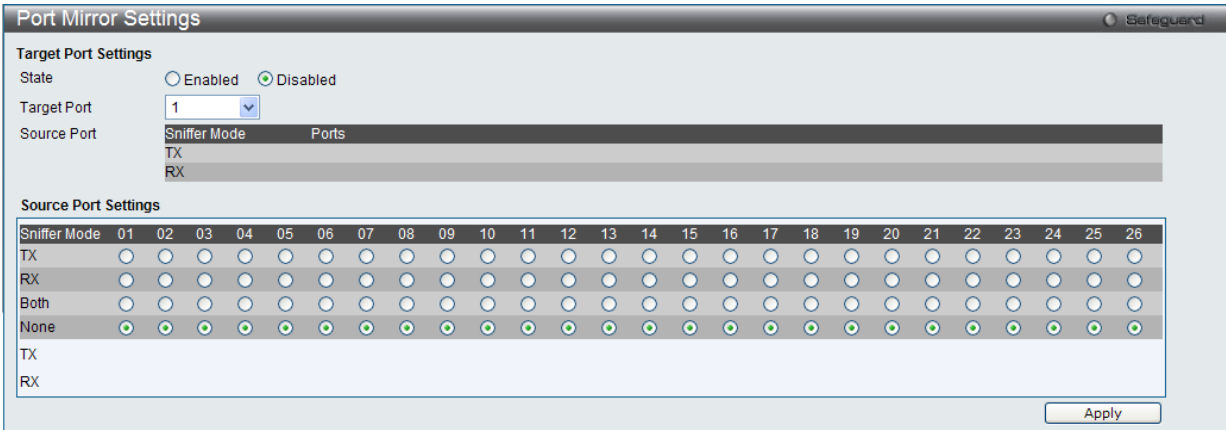 Port Mirror Settings Safeguard
Target Port Settings
State Enabled Disabled
Target Port 1
Source Port Sniffer Mode Ports
TX
RX
Source Port Settings
Sniffer Mode 01 02 03 04 05 06 07 08 09 10 11 12 13 14 15 16 17 18 19 20 21 22 23 24 25 26
TX
RX
Both
None
TX
RX
Apply